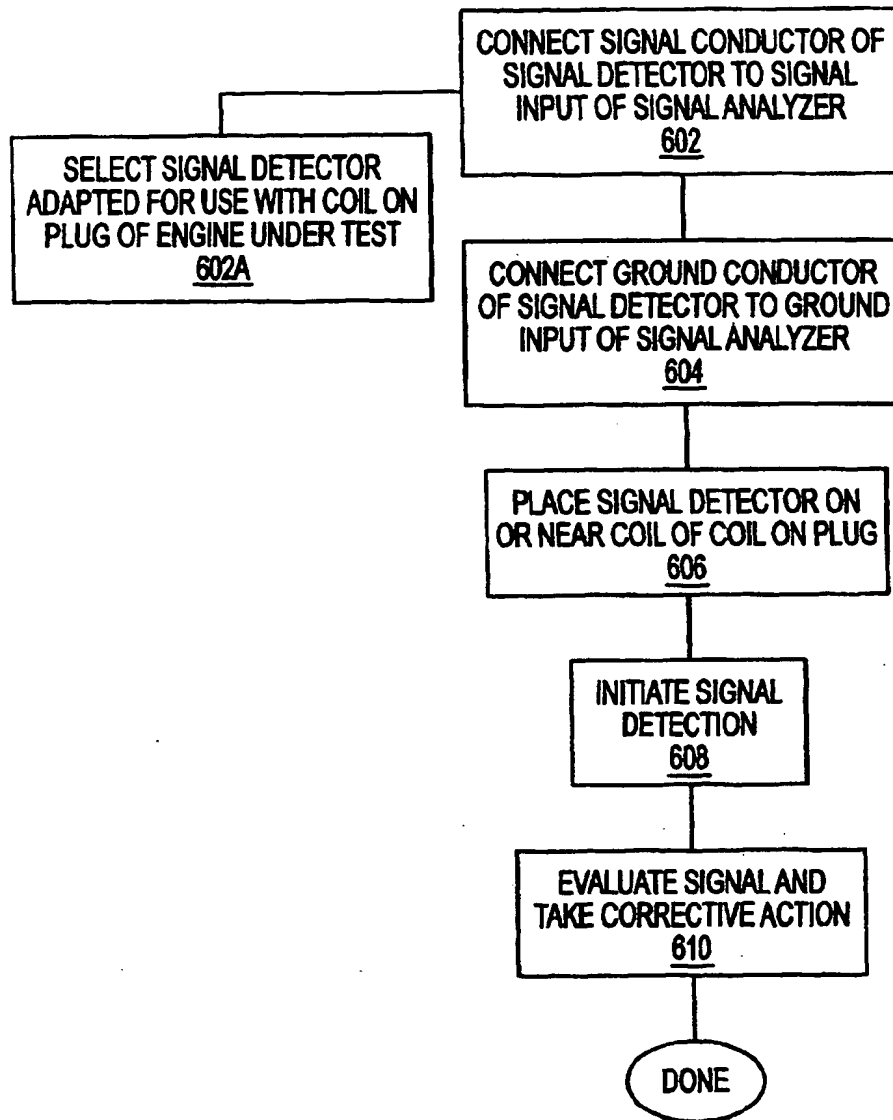 CONNECT SIGNAL CONDUCTOR OF
SIGNAL DETECTOR TO SIGNAL
INPUT OF SIGNAL ANALYZER
602
SELECT SIGNAL DETECTOR
ADAPTED FOR USE WITH COIL ON
PLUG OF ENGINE UNDER TEST
602A
CONNECT GROUND CONDUCTOR
OF SIGNAL DETECTOR TO GROUND
INPUT OF SIGNAL ANALYZER
604
PLACE SIGNAL DETECTOR ON
OR NEAR COIL OF COIL ON PLUG
606
INITIATE SIGNAL
DETECTION
608
EVALUATE SIGNAL AND
TAKE CORRECTIVE ACTION
610
DONE